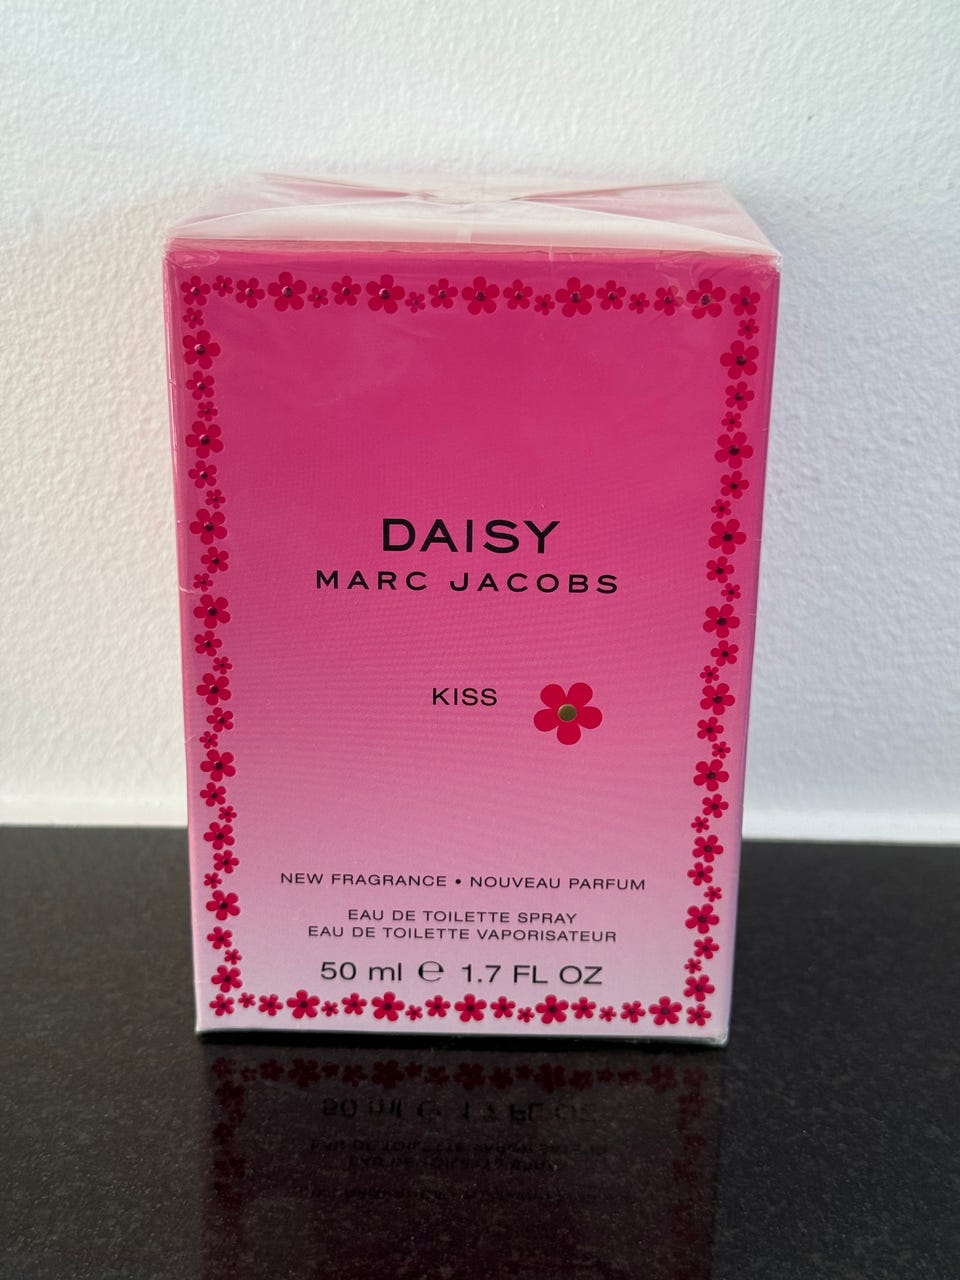 DAISY
MARC JACOBS
KISS
NEW FRAGRANCE • NOUVEAU PARFUM
EAU DE TOILETTE SPRAY
EAU DE TOILETTE VAPORISATEUR
50 ml ℮ 1.7 FL OZ